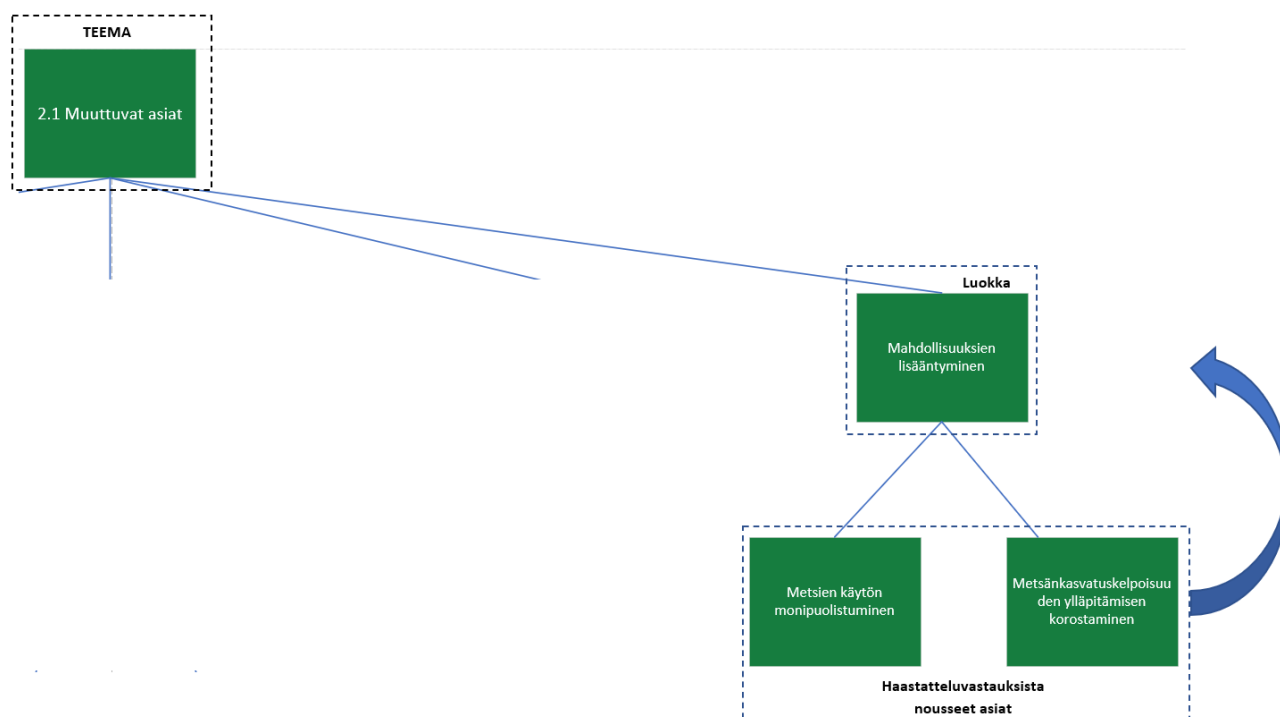 TEEMA
2.1 Muuttuvat asiat
Luokka
Mahdollisuuksien
lisääntyminen
Metsien käytön
monipuolistuminen
Metsänkasvatuskelpoisuu
den ylläpitämisen
korostaminen
Haastatteluvastauksista
nousseet asiat